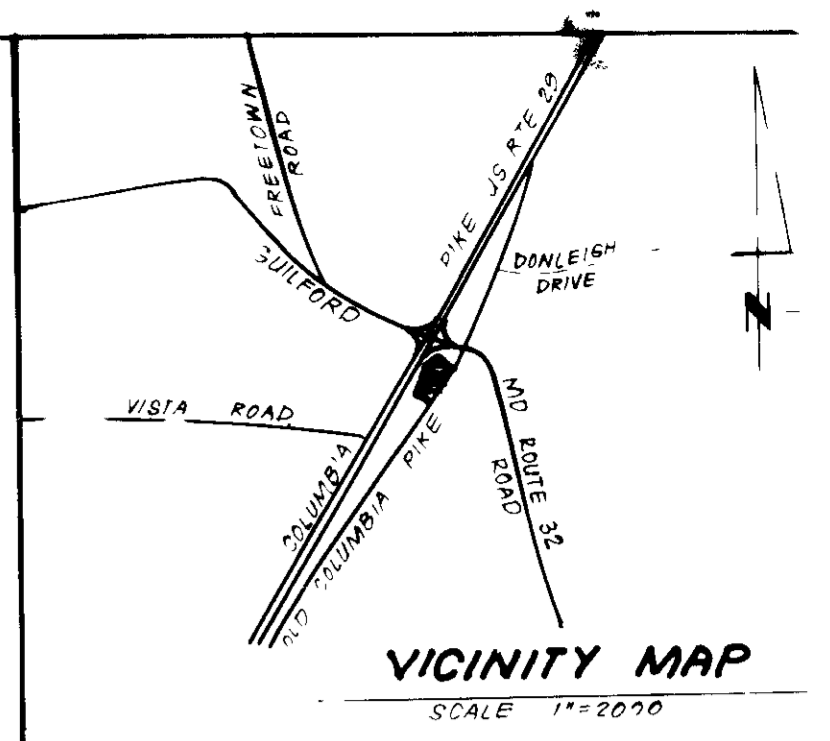 FREETOWN
ROAD
PIKE US RTE 29
GUILFORD
DONLEIGH
DRIVE
N
VISTA ROAD
COLUMBIA
OLD COLUMBIA PIKE
MD ROUTE 32
ROAD
VICINITY MAP
SCALE 1"=2000